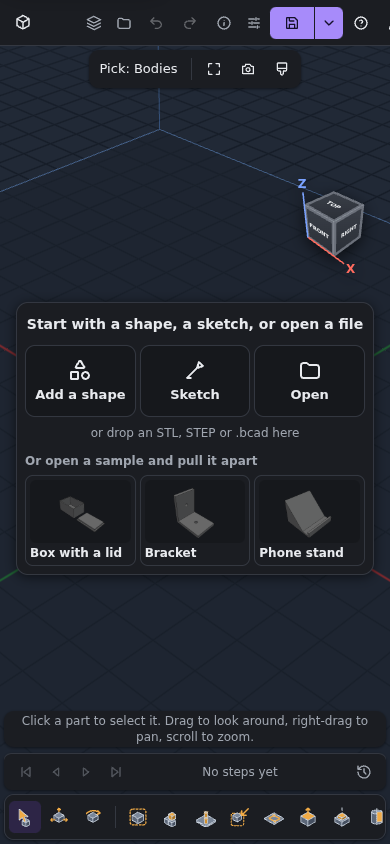 Pick: Bodies
Z
TOP
FRONT
RIGHT
X
Start with a shape, a sketch, or open a file
Add a shape
Sketch
Open
or drop an STL, STEP or .bcad here
Or open a sample and pull it apart
Box with a lid
Bracket
Phone stand
Click a part to select it. Drag to look around, right-drag to
pan, scroll to zoom.
No steps yet